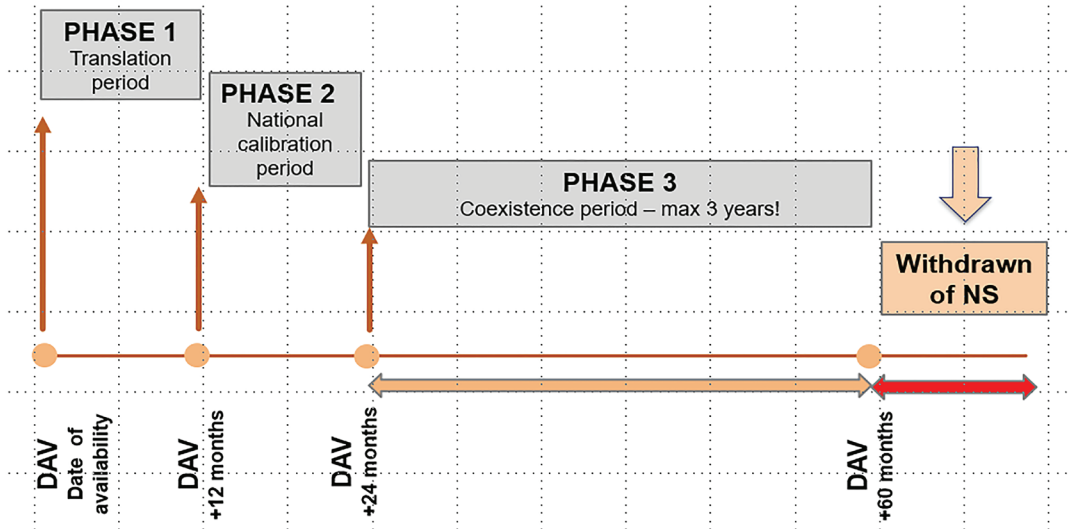 PHASE 1
Translation
period
PHASE 2
National
calibration
period
PHASE 3
Coexistence period – max 3 years!
Withdrawn
of NS
DAV
Date of
availability
DAV
+12 months
DAV
+24 months
DAV
+60 months